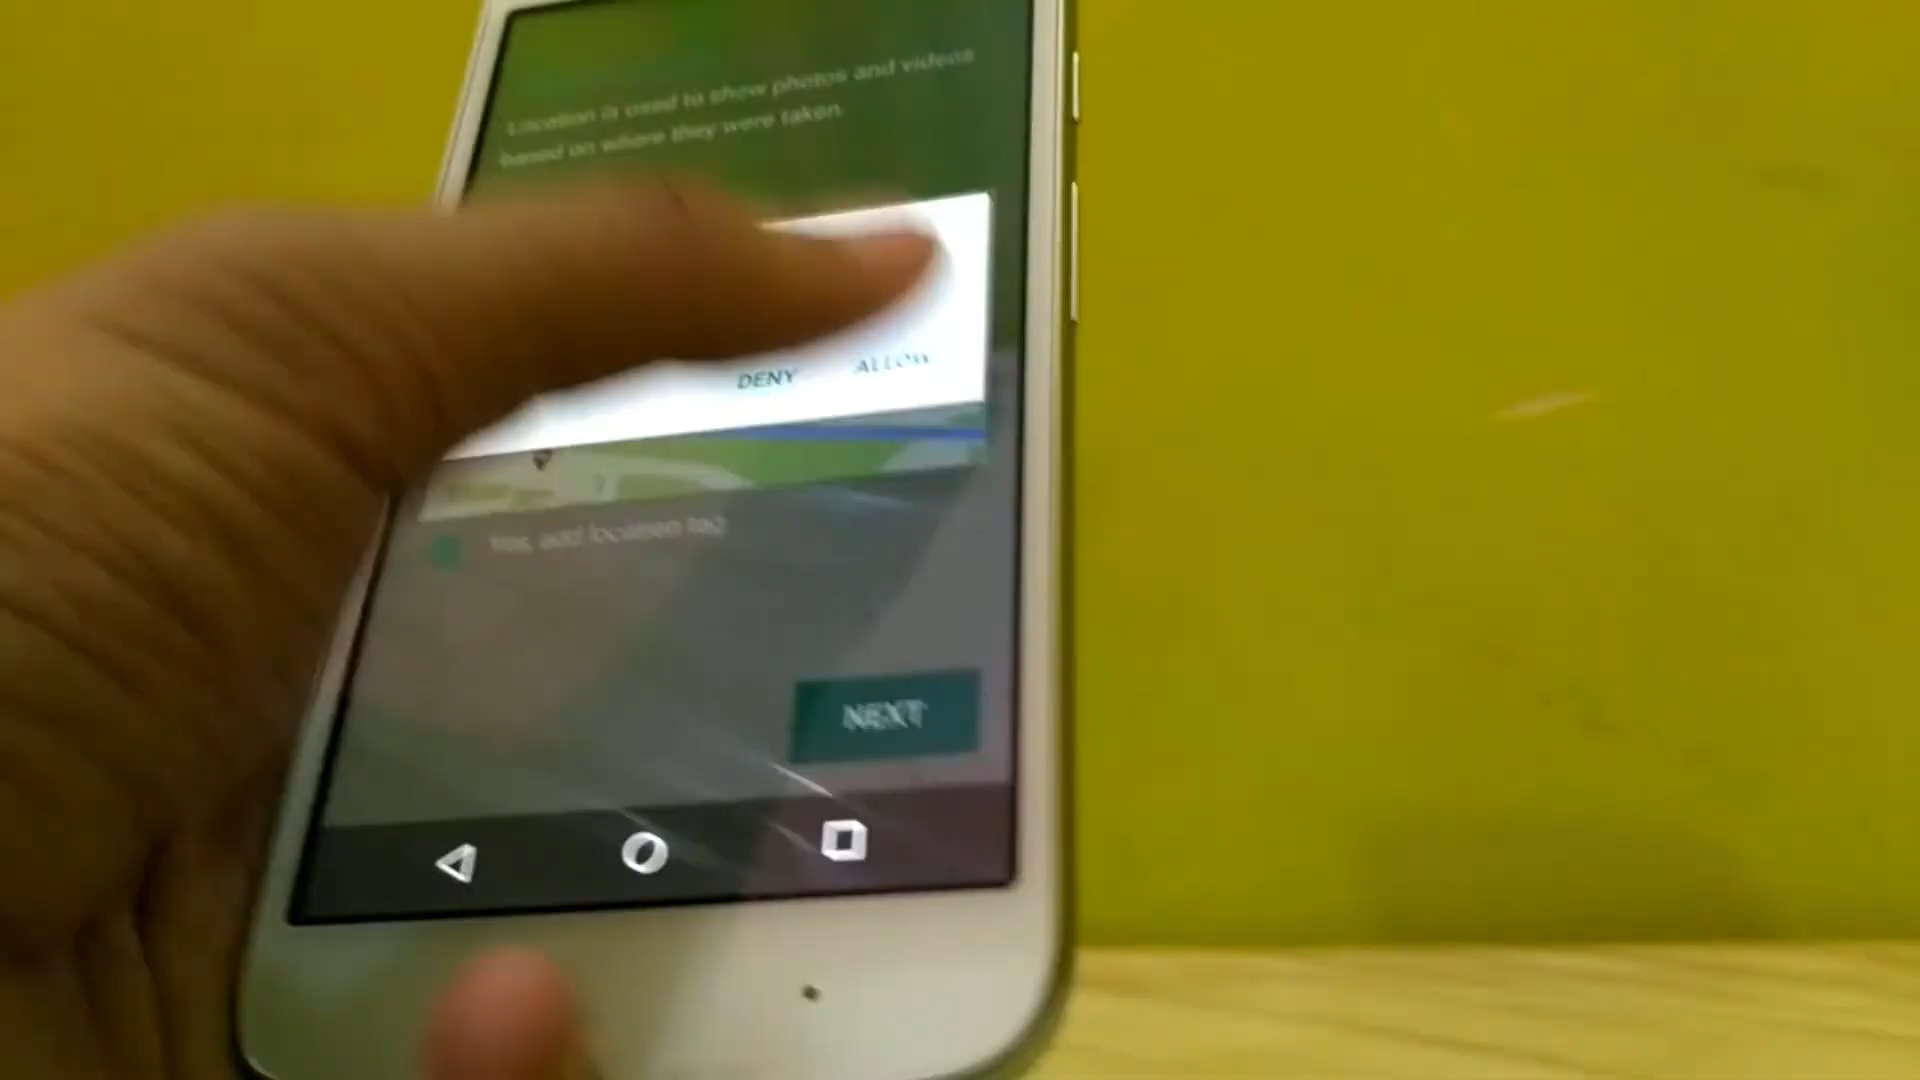 Location is used to show photos and videos
based on where they were taken.
DENY ALLOW
Yes, add location tag
NEXT